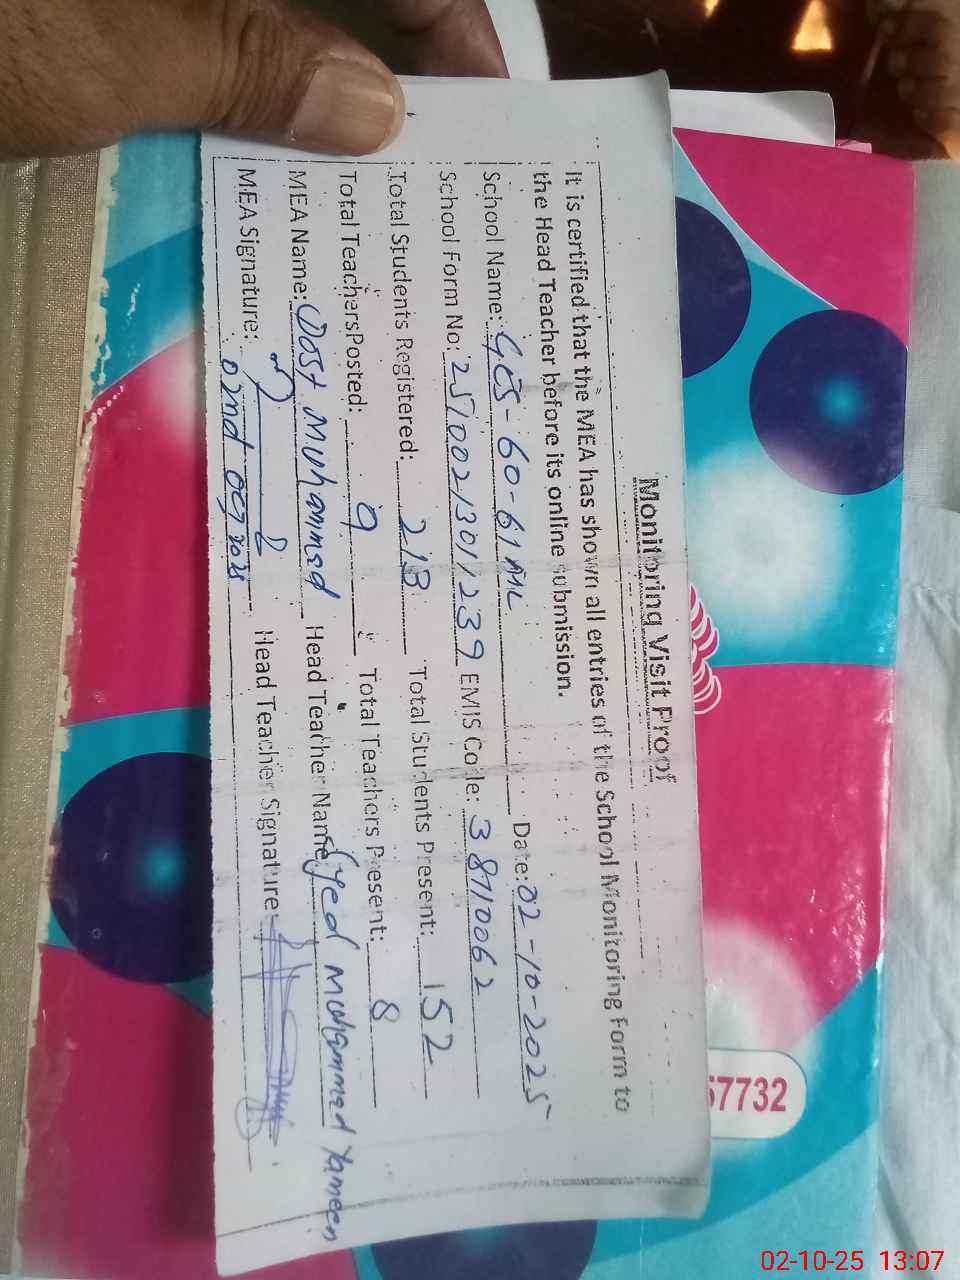 Monitoring Visit Proof
It is certified that the MEA has shown all entries of the School Monitoring Form to
the Head Teacher before its online submission.
School Name: GES-60-61ML Date: 02-10-2025
School Form No: 2510021301239 EMIS Code: 38710062
Total Students Registered: 213 Total Students Present: 152
Total TeachersPosted: 9 Total Teachers Present: 8
MEA Name: Dost Muhammad Head Teacher Name: Syed Muhammad Yameen
MEA Signature: Head Teacher Signature
02nd 2025
57732
02-10-25 13:07